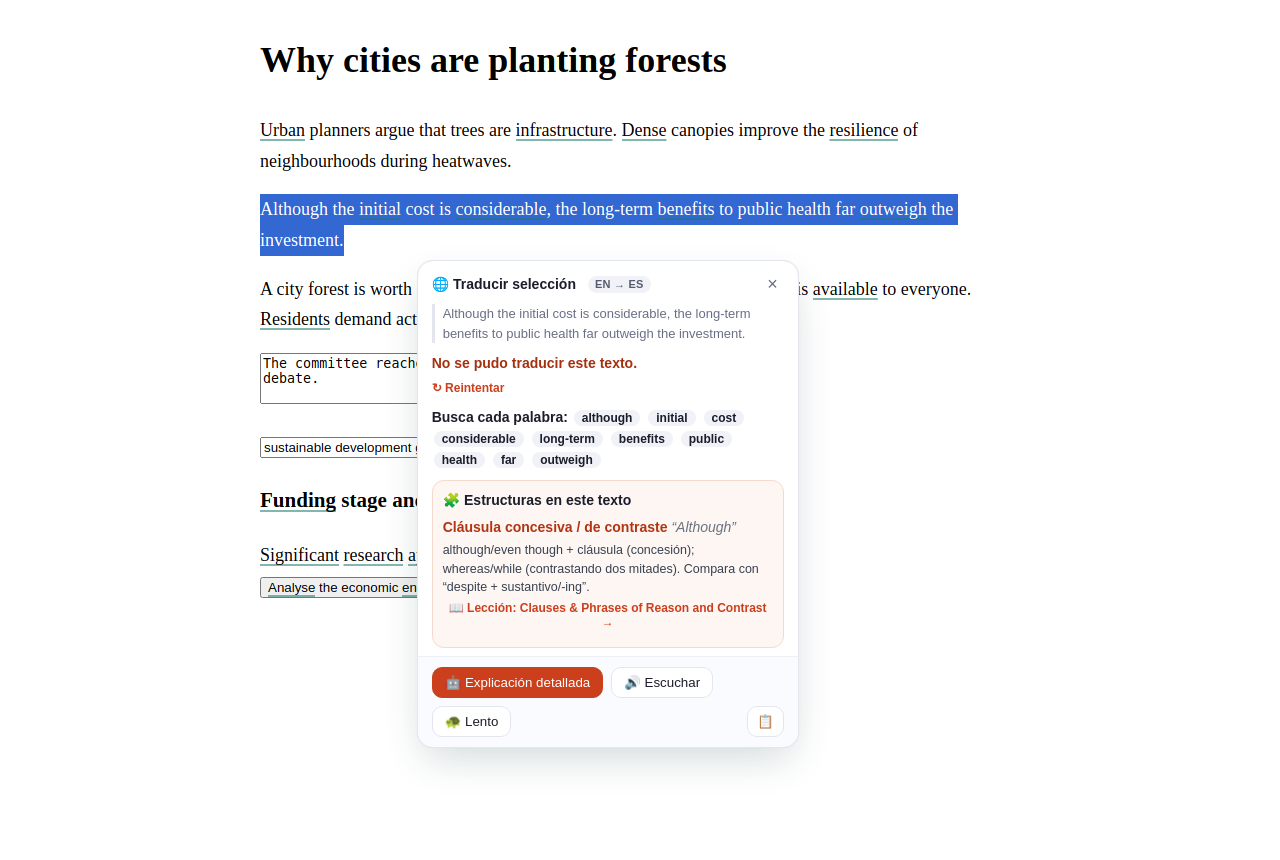 Why cities are planting forests
Urban planners argue that trees are infrastructure. Dense canopies improve the resilience of
neighbourhoods during heatwaves.
Although the initial cost is considerable, the long-term benefits to public health far outweigh the
investment.
A city forest is worth
is available to everyone.
Residents demand
The committee
debate.
sustainable development
Funding stage
Significant research
Analyse the economic
🌐 Traducir selección EN → ES ×
Although the initial cost is considerable, the long-term
benefits to public health far outweigh the investment.
No se pudo traducir este texto.
↻ Reintentar
Busca cada palabra: although initial cost
considerable long-term benefits public
health far outweigh
🧩 Estructuras en este texto
Cláusula concesiva / de contraste “Although”
although/even though + cláusula (concesión);
whereas/while (contrastando dos mitades). Compara con
“despite + sustantivo/-ing”.
📖 Lección: Clauses & Phrases of Reason and Contrast
→
🤖 Explicación detallada 🔊 Escuchar
🐢 Lento 📋